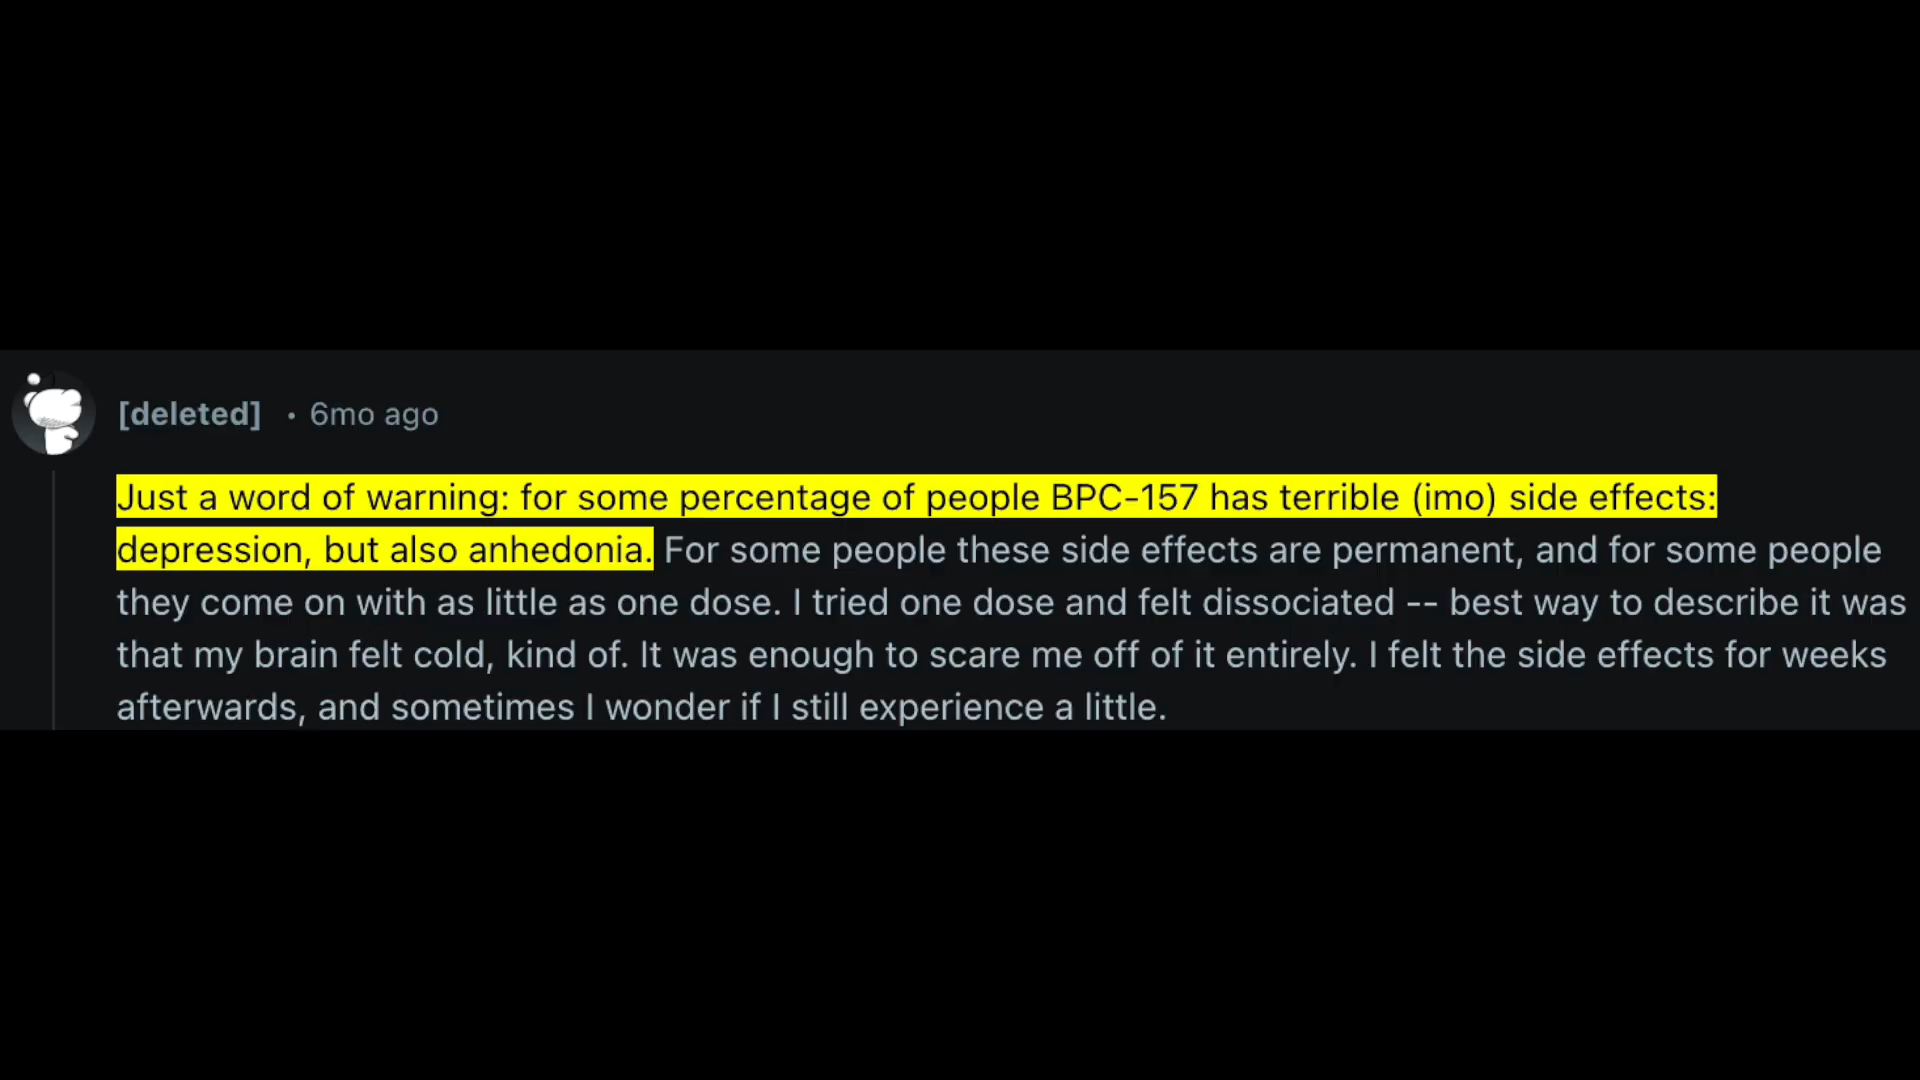 [deleted] • 6mo ago
Just a word of warning: for some percentage of people BPC-157 has terrible (imo) side effects:
depression, but also anhedonia. For some people these side effects are permanent, and for some people
they come on with as little as one dose. I tried one dose and felt dissociated -- best way to describe it was
that my brain felt cold, kind of. It was enough to scare me off of it entirely. I felt the side effects for weeks
afterwards, and sometimes I wonder if I still experience a little.